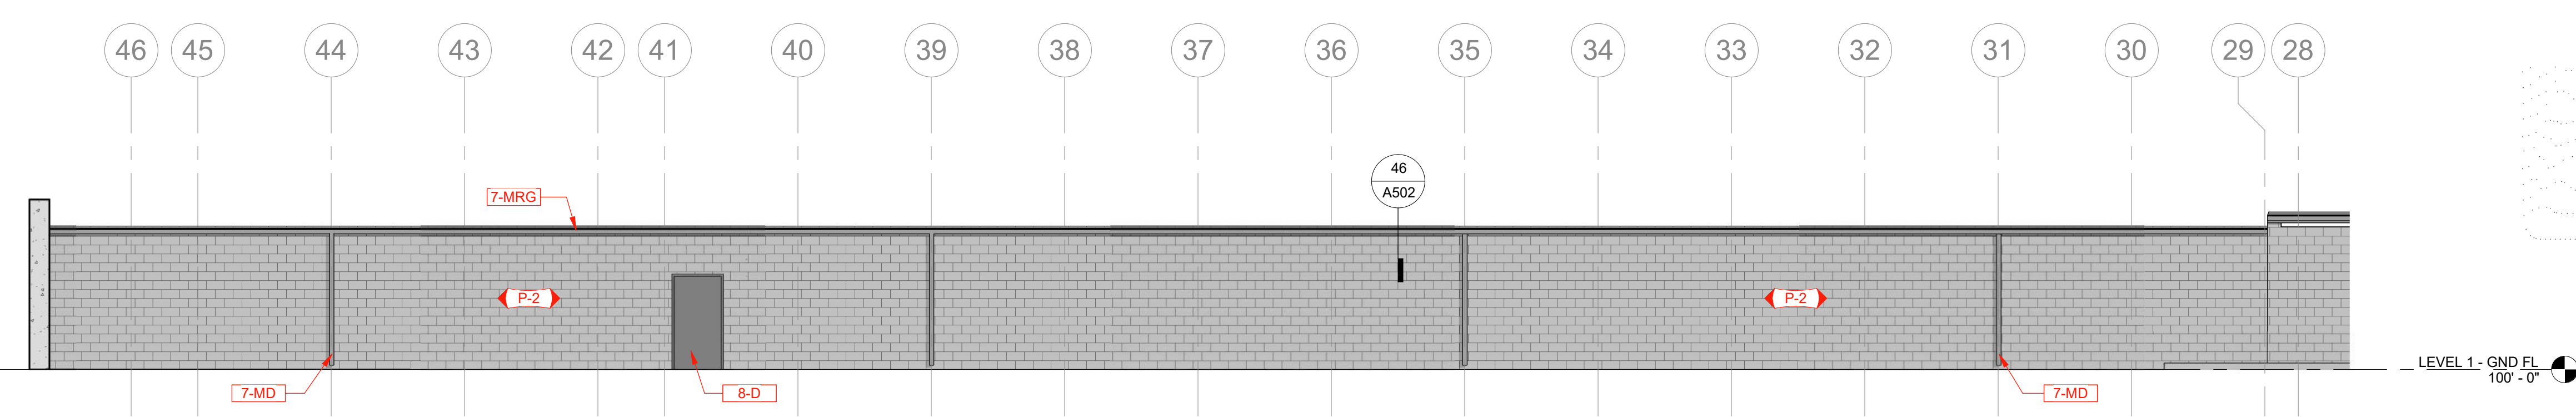 46 45 44 43 42 41 40 39 38 37 36 35 34 33 32 31 30 29 28
46
A502
7-MRG
P-2 P-2
LEVEL 1 - GND FL
100' - 0"
7-MD 8-D 7-MD